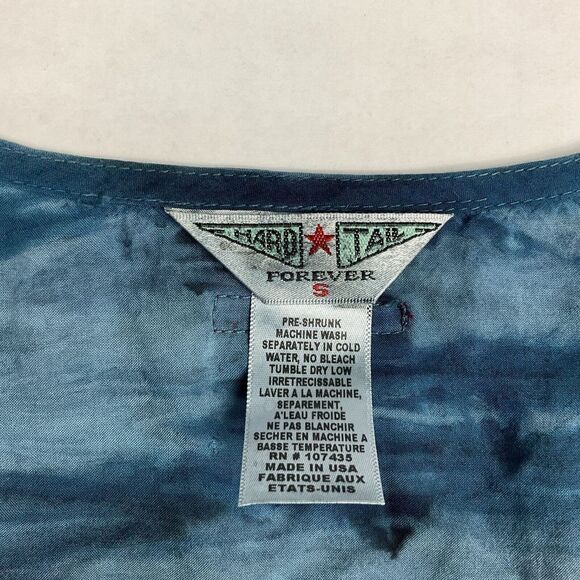 HARD TAIL
FOREVER
S
PRE-SHRUNK
MACHINE WASH
SEPARATELY IN COLD
WATER, NO BLEACH
TUMBLE DRY LOW
IRRETRECISSABLE
LAVER A LA MACHINE,
SEPAREMENT,
A'LEAU FROIDE
NE PAS BLANCHIR
SECHER EN MACHINE A
BASSE TEMPERATURE
RN # 107435
MADE IN USA
FABRIQUE AUX
ETATS-UNIS